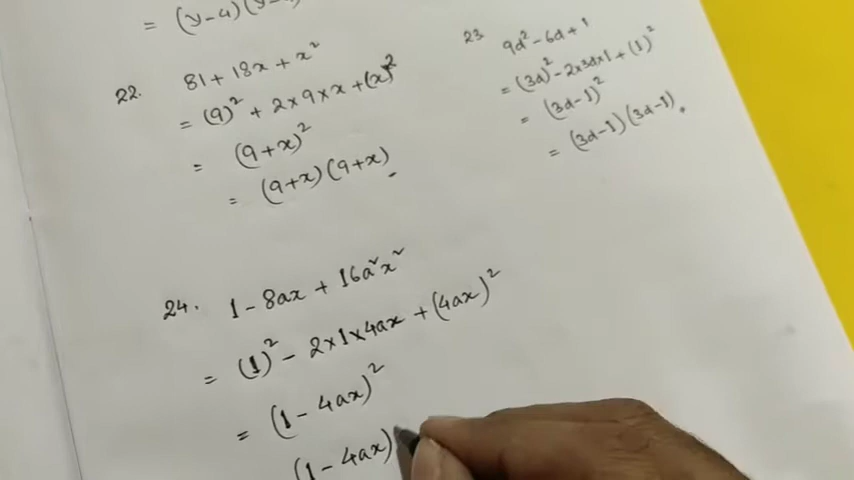 = (y-4)(y-4)
22. 81 + 18x + x²
= (9)² + 2×9×x + (x)²
= (9+x)²
= (9+x)(9+x)
23 9d² - 6d + 1
= (3d)² - 2×3d×1 + (1)²
= (3d-1)²
= (3d-1)(3d-1).
24. 1 - 8ax + 16a²x²
= (1)² - 2×1×4ax + (4ax)²
= (1 - 4ax)²
(1 - 4ax)